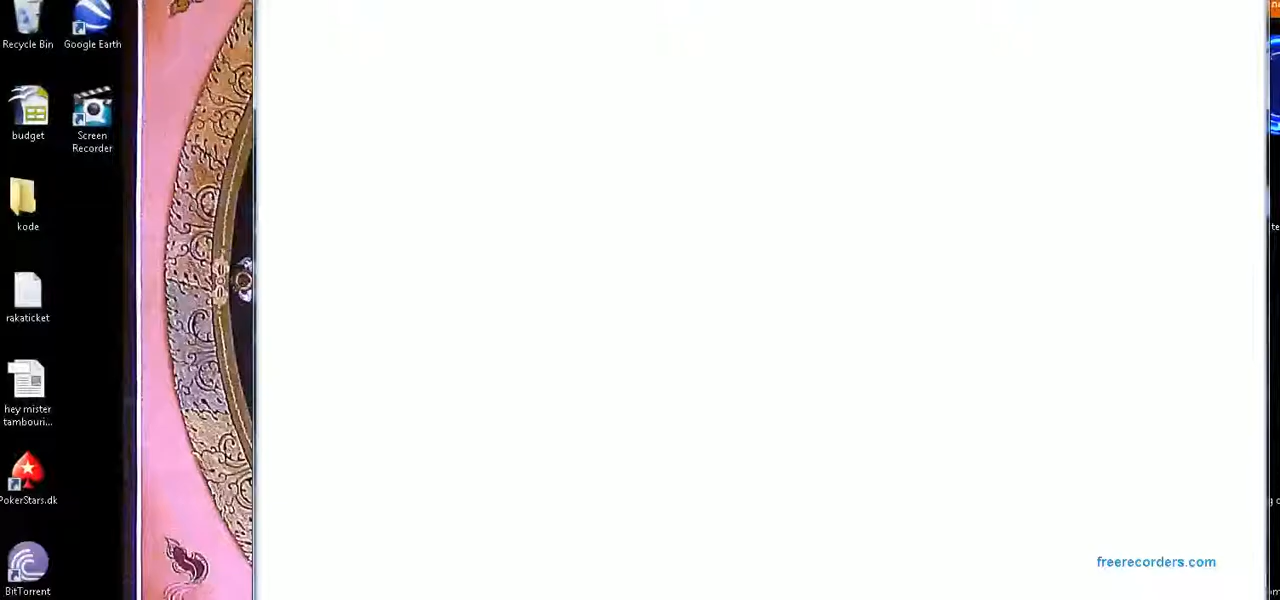 Recycle Bin
Google Earth
budget
Screen
Recorder
kode
rakaticket
hey mister
tambouri...
PokerStars.dk
BitTorrent
freerecorders.com